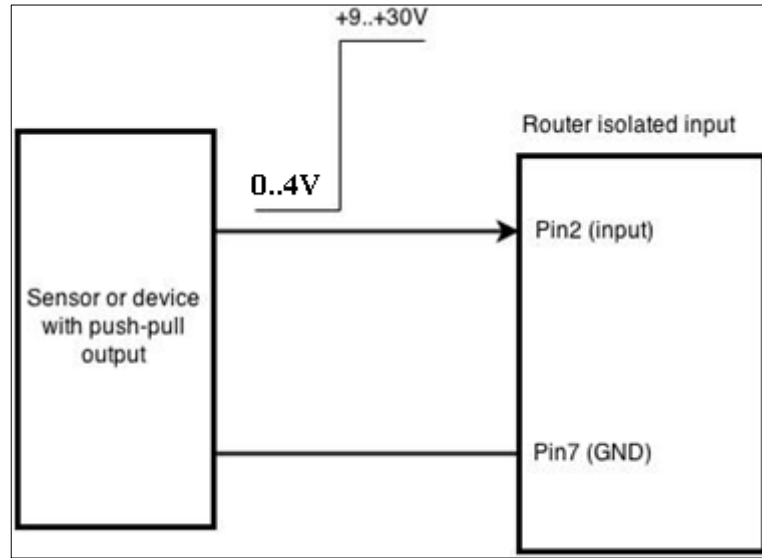 +9..+30V
0..4V
Router isolated input
Pin2 (input)
Sensor or device
with push-pull
output
Pin7 (GND)